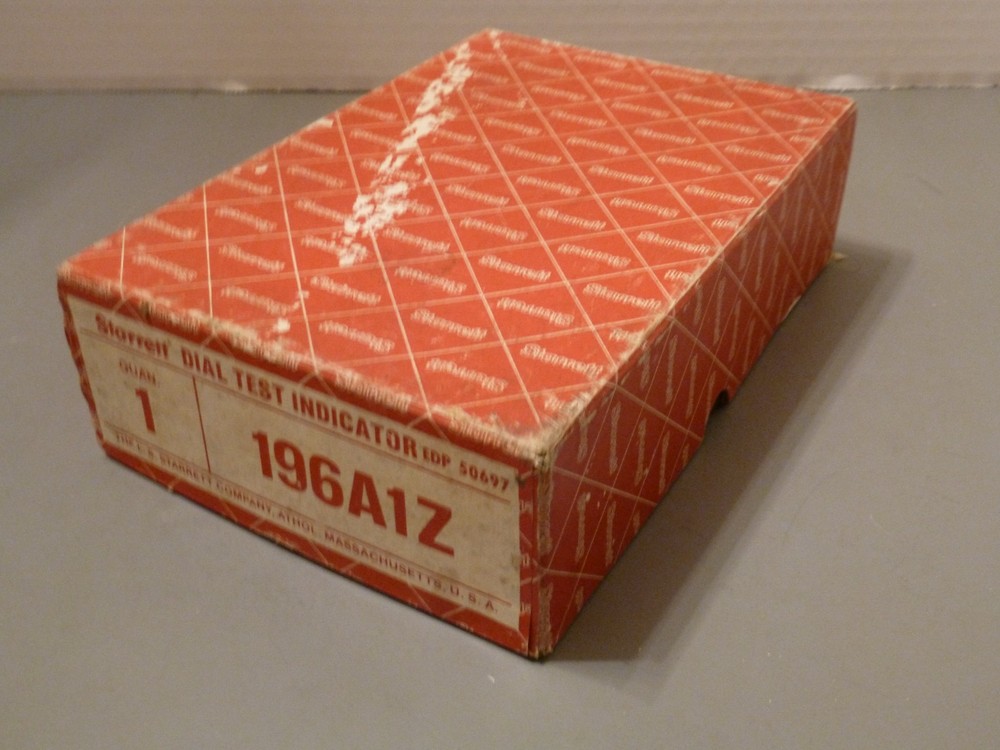 Starrett DIAL TEST INDICATOR EDP 50697
QUAN.
1
196A1Z
THE L. S. STARRETT COMPANY, ATHOL, MASSACHUSETTS, U. S. A.